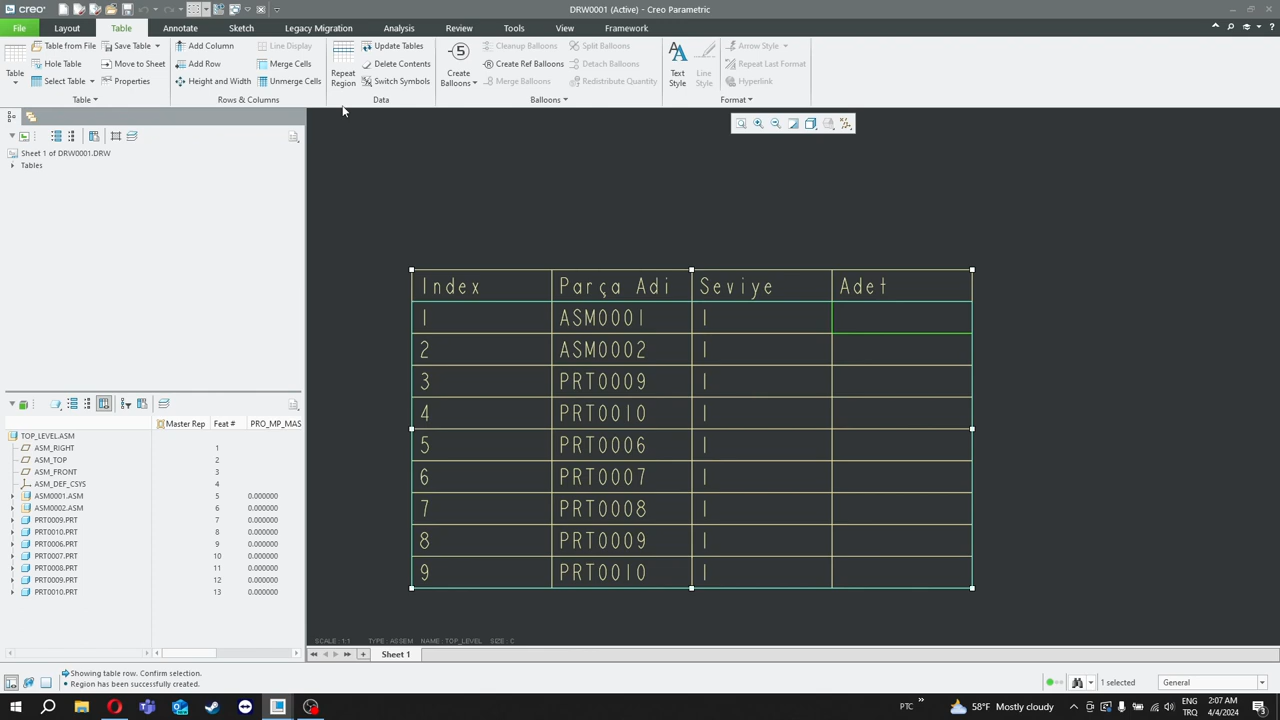 creo DRW0001 (Active) - Creo Parametric
File Layout Table Annotate Sketch Legacy Migration Analysis Review Tools View Framework
Table from File Save Table Add Column Line Display Update Tables Cleanup Balloons Split Balloons Arrow Style
Table Hole Table Move to Sheet Add Row Merge Cells Repeat Region Delete Contents Create Balloons Create Ref Balloons Detach Balloons Text Style Line Style Repeat Last Format
Select Table Properties Height and Width Unmerge Cells Switch Symbols Merge Balloons Redistribute Quantity Hyperlink
Table Rows & Columns Data Balloons Format
Sheet 1 of DRW0001.DRW
Tables
Index Parça Adi Seviye Adet
1 ASM0001 1
2 ASM0002 1
3 PRT0009 1
4 PRT0010 1
5 PRT0006 1
6 PRT0007 1
7 PRT0008 1
8 PRT0009 1
9 PRT0010 1
Master Rep Feat # PRO_MP_MAS
TOP_LEVEL.ASM
ASM_RIGHT 1
ASM_TOP 2
ASM_FRONT 3
ASM_DEF_CSYS 4
ASM0001.ASM 5 0.000000
ASM0002.ASM 6 0.000000
PRT0009.PRT 7 0.000000
PRT0010.PRT 8 0.000000
PRT0006.PRT 9 0.000000
PRT0007.PRT 10 0.000000
PRT0008.PRT 11 0.000000
PRT0009.PRT 12 0.000000
PRT0010.PRT 13 0.000000
SCALE : 1:1 TYPE : ASSEM NAME : TOP_LEVEL SIZE : C
Sheet 1
Showing table row. Confirm selection.
Region has been successfully created.
1 selected General
PTC 58°F Mostly cloudy ENG TRQ 2:07 AM 4/4/2024